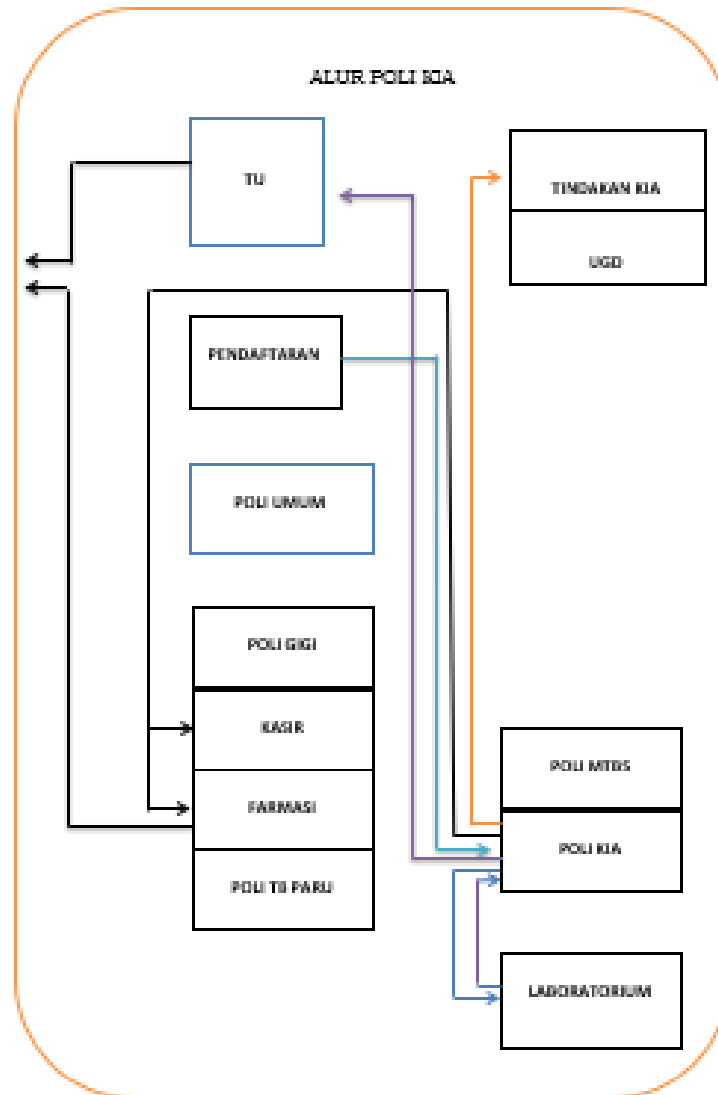 ALUR POLI KIA
TU
TINDAKAN KIA
UGD
PENDAFTARAN
POLI UMUM
POLI GIGI
KASIR
FARMASI
POLI TB PARU
POLI MTBS
POLI KIA
LABORATORIUM